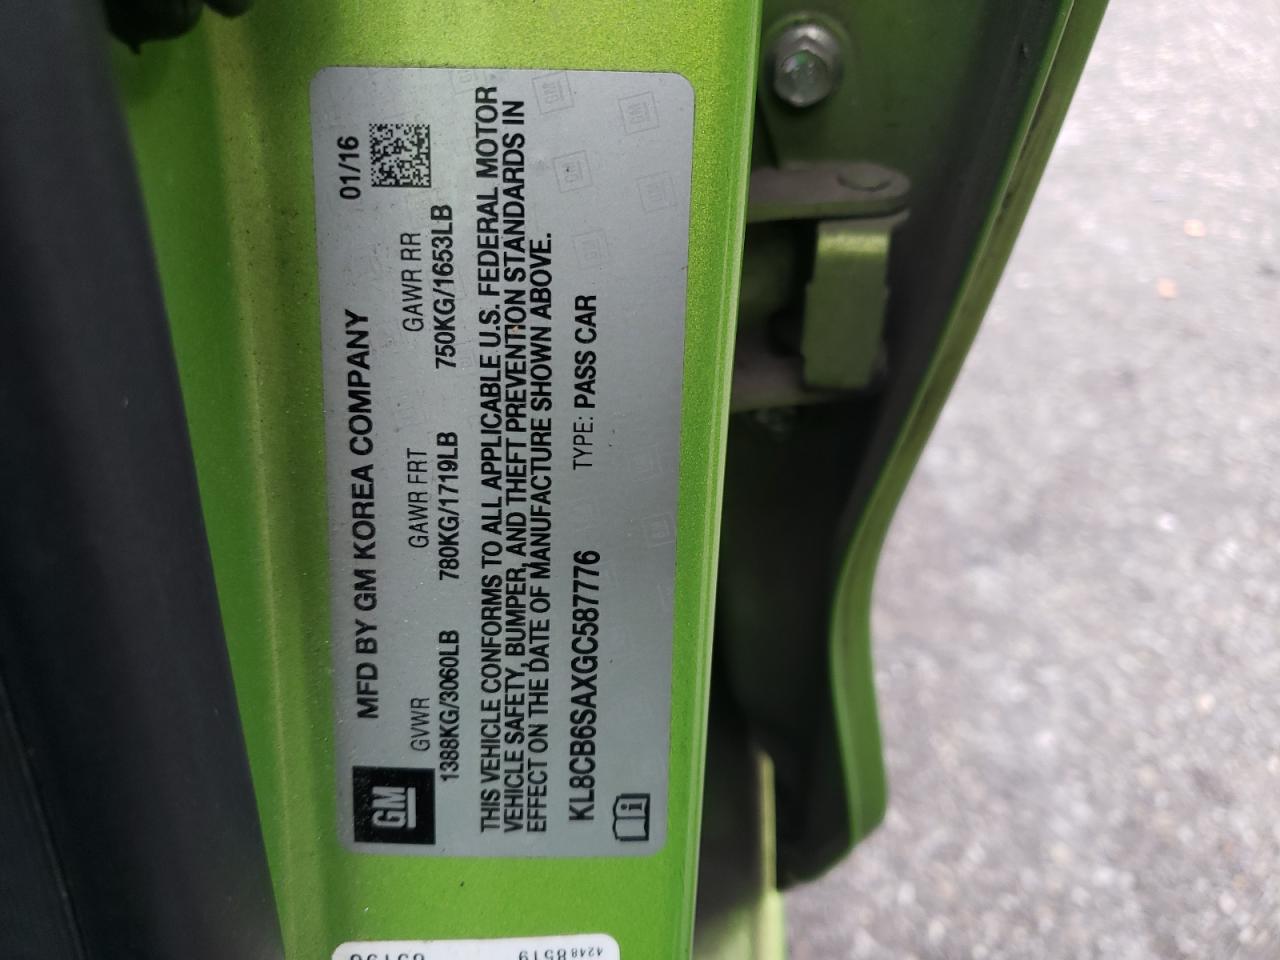 MFD BY GM KOREA COMPANY 01/16
GM
GVWR GAWR FRT GAWR RR
1388KG/3060LB 780KG/1719LB 750KG/1653LB
THIS VEHICLE CONFORMS TO ALL APPLICABLE U.S. FEDERAL MOTOR
VEHICLE SAFETY, BUMPER, AND THEFT PREVENTION STANDARDS IN
EFFECT ON THE DATE OF MANUFACTURE SHOWN ABOVE.
KL8CB6SAXGC587776 TYPE: PASS CAR
4248 8519